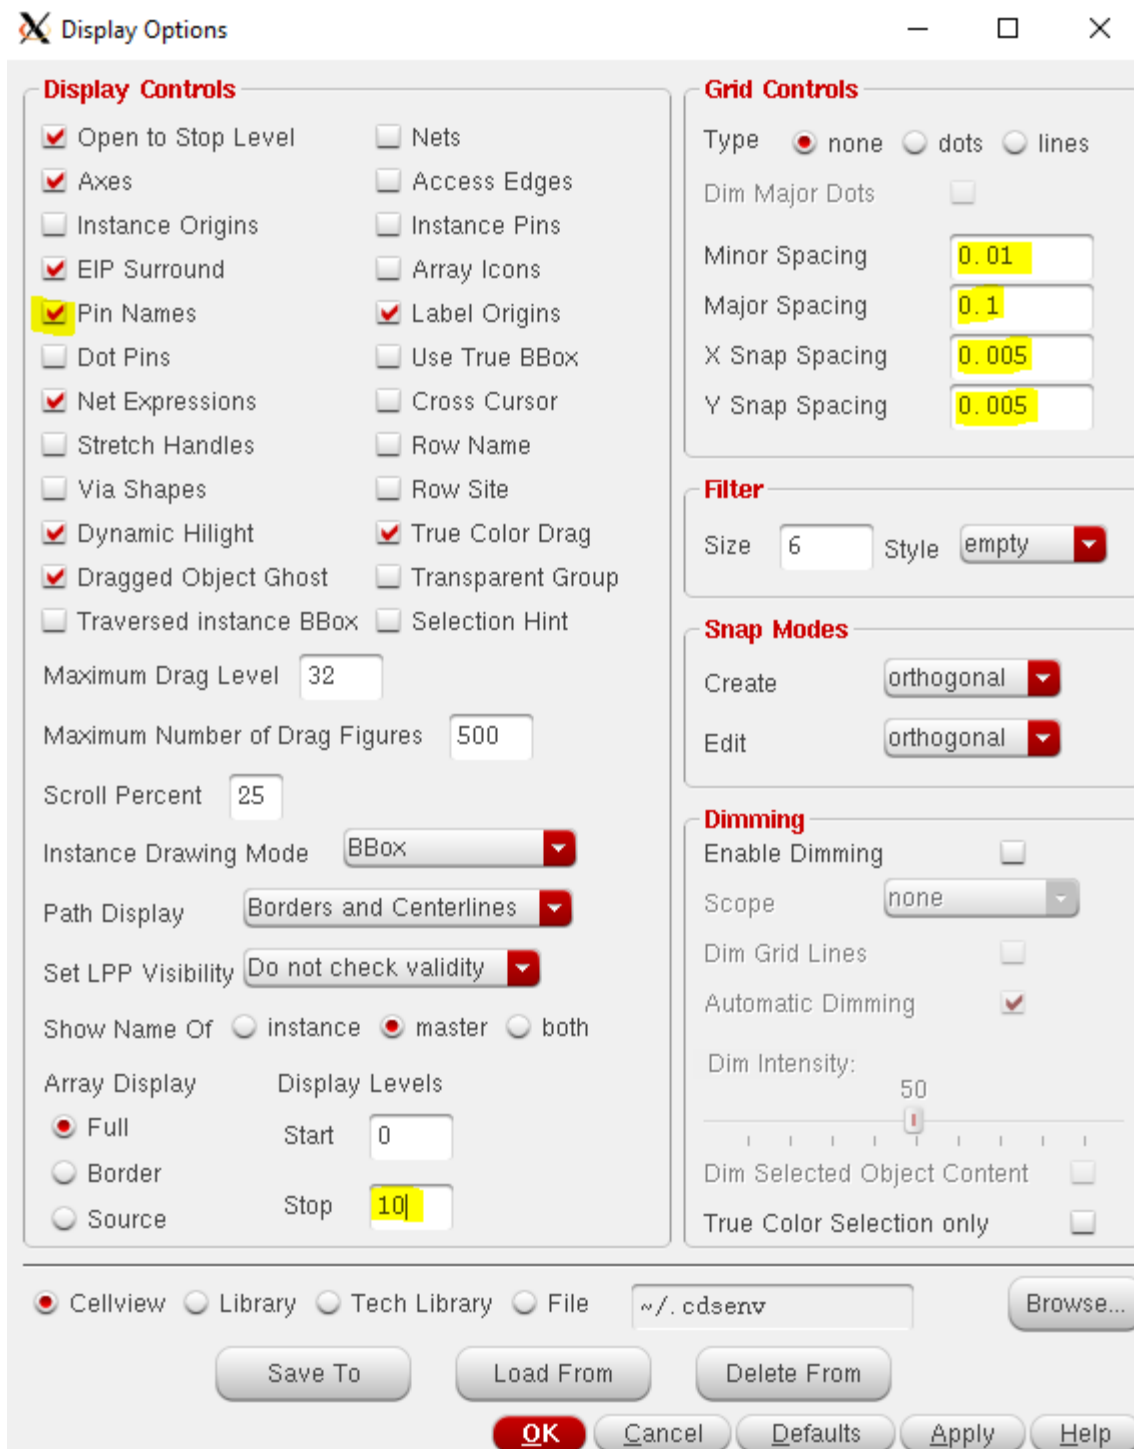 Display Options
Display Controls
Open to Stop Level
Nets
Axes
Access Edges
Instance Origins
Instance Pins
EIP Surround
Array Icons
Pin Names
Label Origins
Dot Pins
Use True BBox
Net Expressions
Cross Cursor
Stretch Handles
Row Name
Via Shapes
Row Site
Dynamic Hilight
True Color Drag
Dragged Object Ghost
Transparent Group
Traversed instance BBox
Selection Hint
Maximum Drag Level 32
Maximum Number of Drag Figures 500
Scroll Percent 25
Instance Drawing Mode BBox
Path Display Borders and Centerlines
Set LPP Visibility Do not check validity
Show Name Of instance master both
Array Display
Full
Border
Source
Display Levels
Start 0
Stop 10
Grid Controls
Type none dots lines
Dim Major Dots
Minor Spacing 0.01
Major Spacing 0.1
X Snap Spacing 0.005
Y Snap Spacing 0.005
Filter
Size 6 Style empty
Snap Modes
Create orthogonal
Edit orthogonal
Dimming
Enable Dimming
Scope none
Dim Grid Lines
Automatic Dimming
Dim Intensity:
50
Dim Selected Object Content
True Color Selection only
Cellview Library Tech Library File ~/.cdsenv Browse...
Save To Load From Delete From
OK Cancel Defaults Apply Help